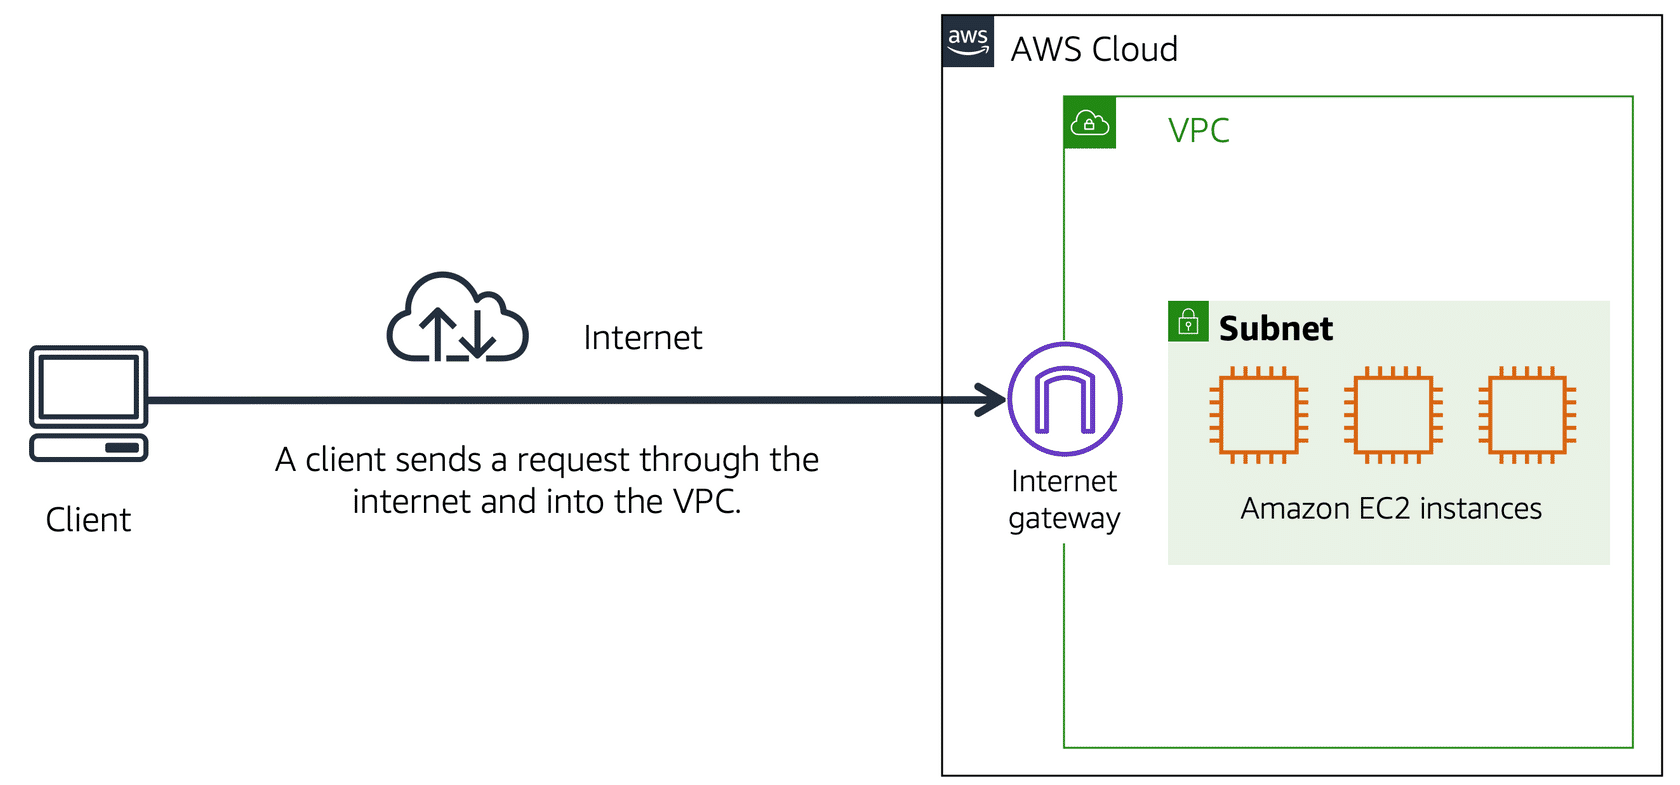 aws
AWS Cloud
VPC
Internet
Subnet
A client sends a request through the
internet and into the VPC.
Client
Internet
gateway
Amazon EC2 instances